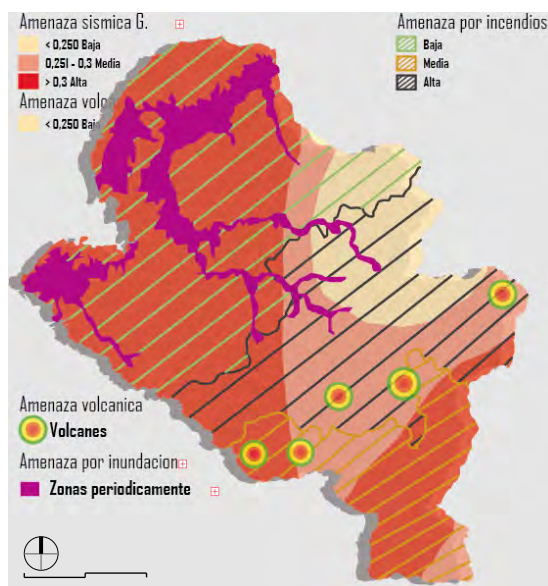 Amenaza sismica G.
< 0,250 Baja
0,251 - 0,3 Media
> 0,3 Alta
Amenaza volc
< 0,250 Baja
Amenaza por incendios
Baja
Media
Alta
Amenaza volcanica
Volcanes
Amenaza por inundacion
Zonas periodicamente